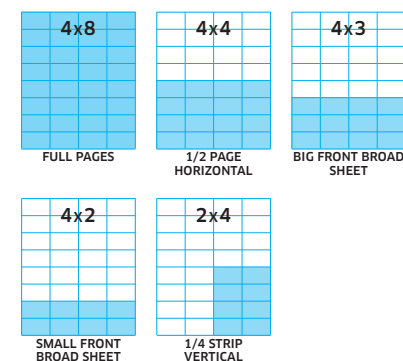 4x8
FULL PAGES
4x4
1/2 PAGE
HORIZONTAL
4x3
BIG FRONT BROAD
SHEET
4x2
SMALL FRONT
BROAD SHEET
2x4
1/4 STRIP
VERTICAL